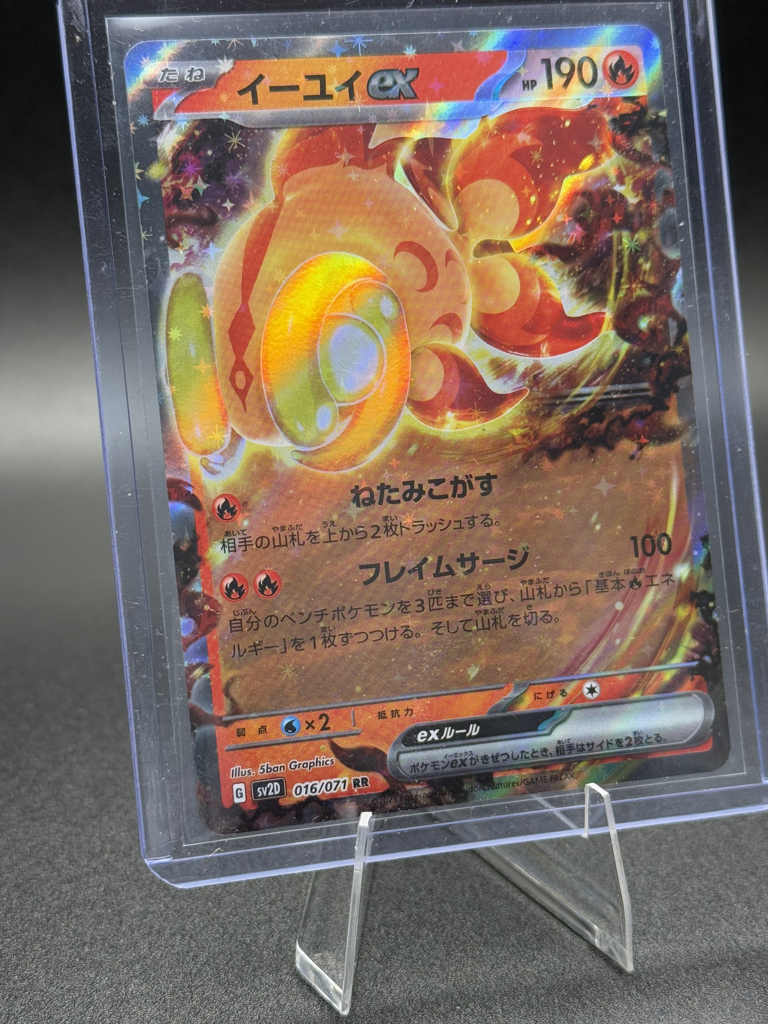 たね イーユイex HP 190
ねたみこがす
相手の山札を上から2枚トラッシュする。
フレイムサージ 100
自分のベンチポケモンを3匹まで選び、山札から「基本エネ
ルギー」を1枚ずつつける。そして山札を切る。
弱点 ×2 抵抗力 にげる
exルール
ポケモンexがきぜつしたとき、相手はサイドを2枚とる。
Illus. 5ban Graphics
G SV2D 016/071 RR
/Creatures/GAME FREAK.